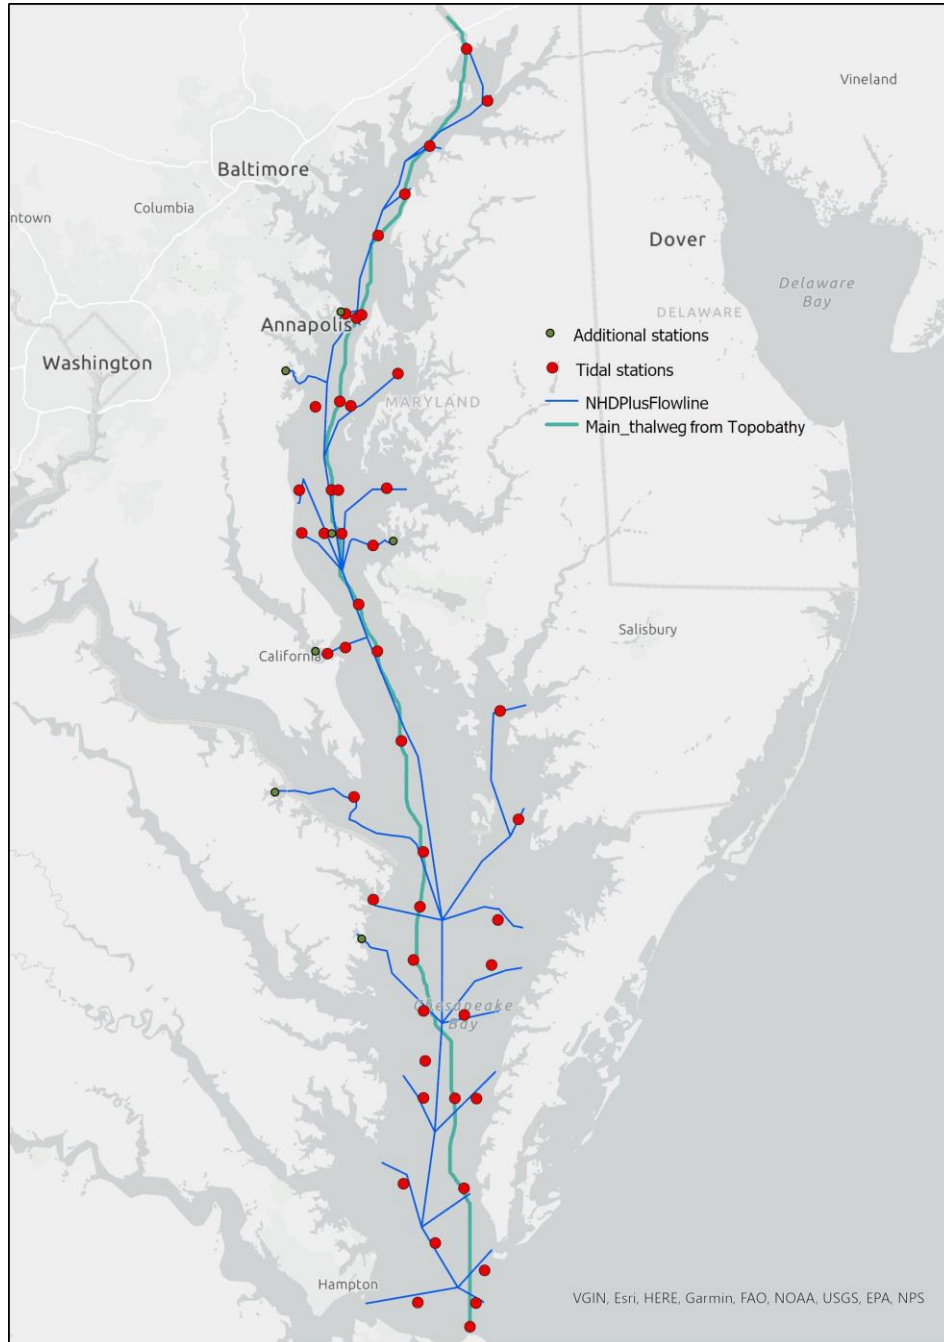 Vineland
Baltimore
Columbia
ntown
Dover
Delaware
Bay
DELAWARE
Annapolis
Additional stations
Washington
Tidal stations
MARYLAND
NHDPlusFlowline
Main_thalweg from Topobathy
Salisbury
California
Chesapeake
Bay
Hampton
VGIN, Esri, HERE, Garmin, FAO, NOAA, USGS, EPA, NPS